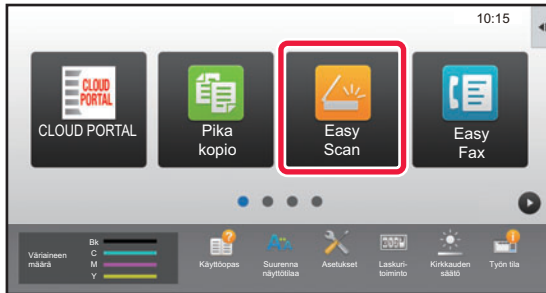 10:15
CLOUD
PORTAL
CLOUD PORTAL
Pika
kopio
Easy
Scan
Easy
Fax
Väriaineen
määrä
Bk
C
M
Y
Käyttöopas
Suurenna
näyttötilaa
Asetukset
Laskuri-
toiminto
Kirkkauden
säätö
Työn tila